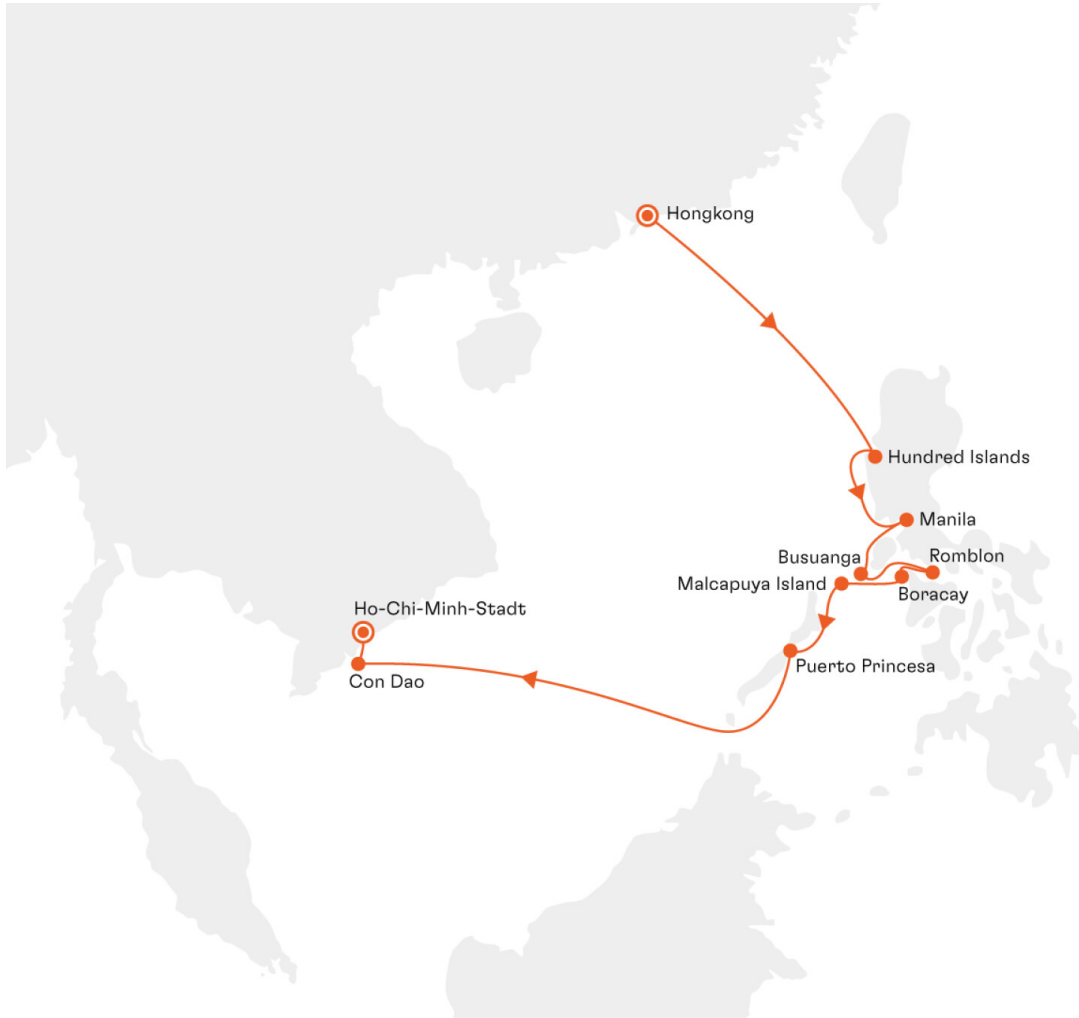 Hongkong
Hundred Islands
Manila
Busuanga
Romblon
Malcapuya Island
Boracay
Ho-Chi-Minh-Stadt
Puerto Princesa
Con Dao